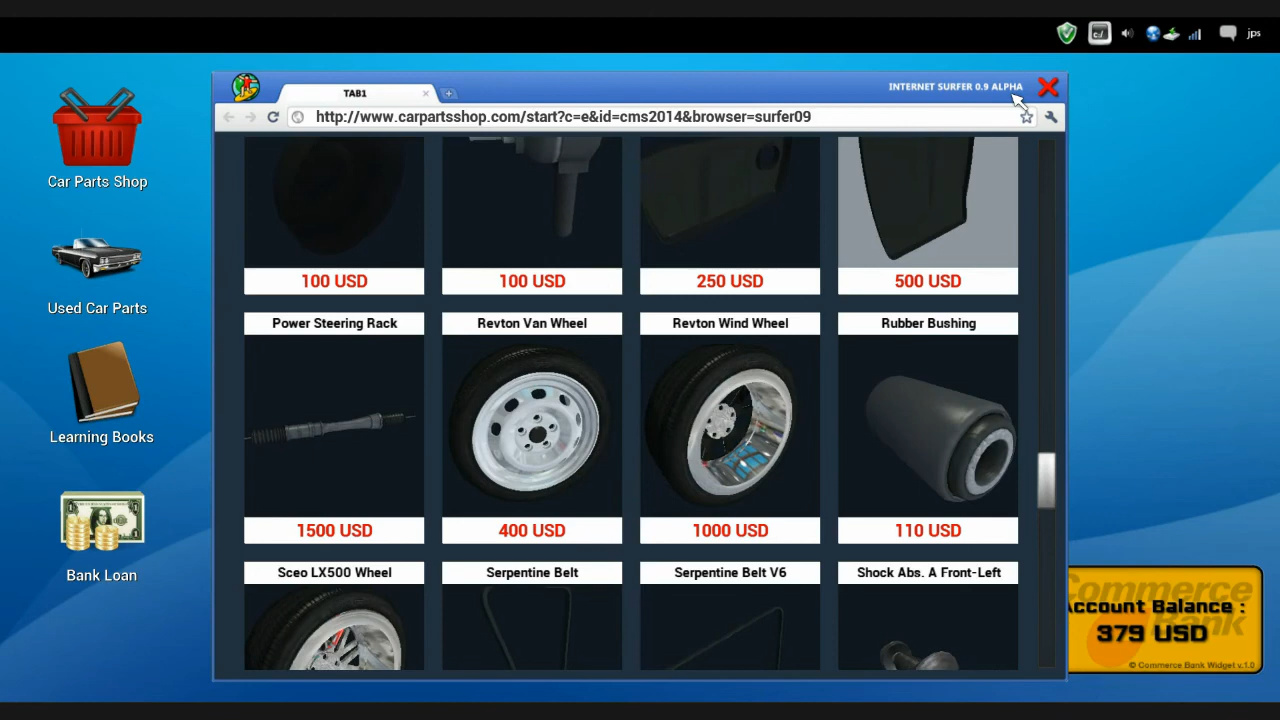 c:/
jps
TAB1
INTERNET SURFER 0.9 ALPHA
http://www.carpartsshop.com/start?c=e&id=cms2014&browser=surfer09
Car Parts Shop
Used Car Parts
Learning Books
Bank Loan
100 USD
100 USD
250 USD
500 USD
Power Steering Rack
Revton Van Wheel
Revton Wind Wheel
Rubber Bushing
1500 USD
400 USD
1000 USD
110 USD
Sceo LX500 Wheel
Serpentine Belt
Serpentine Belt V6
Shock Abs. A Front-Left
Commerce
Bank
Account Balance :
379 USD
© Commerce Bank Widget v.1.0